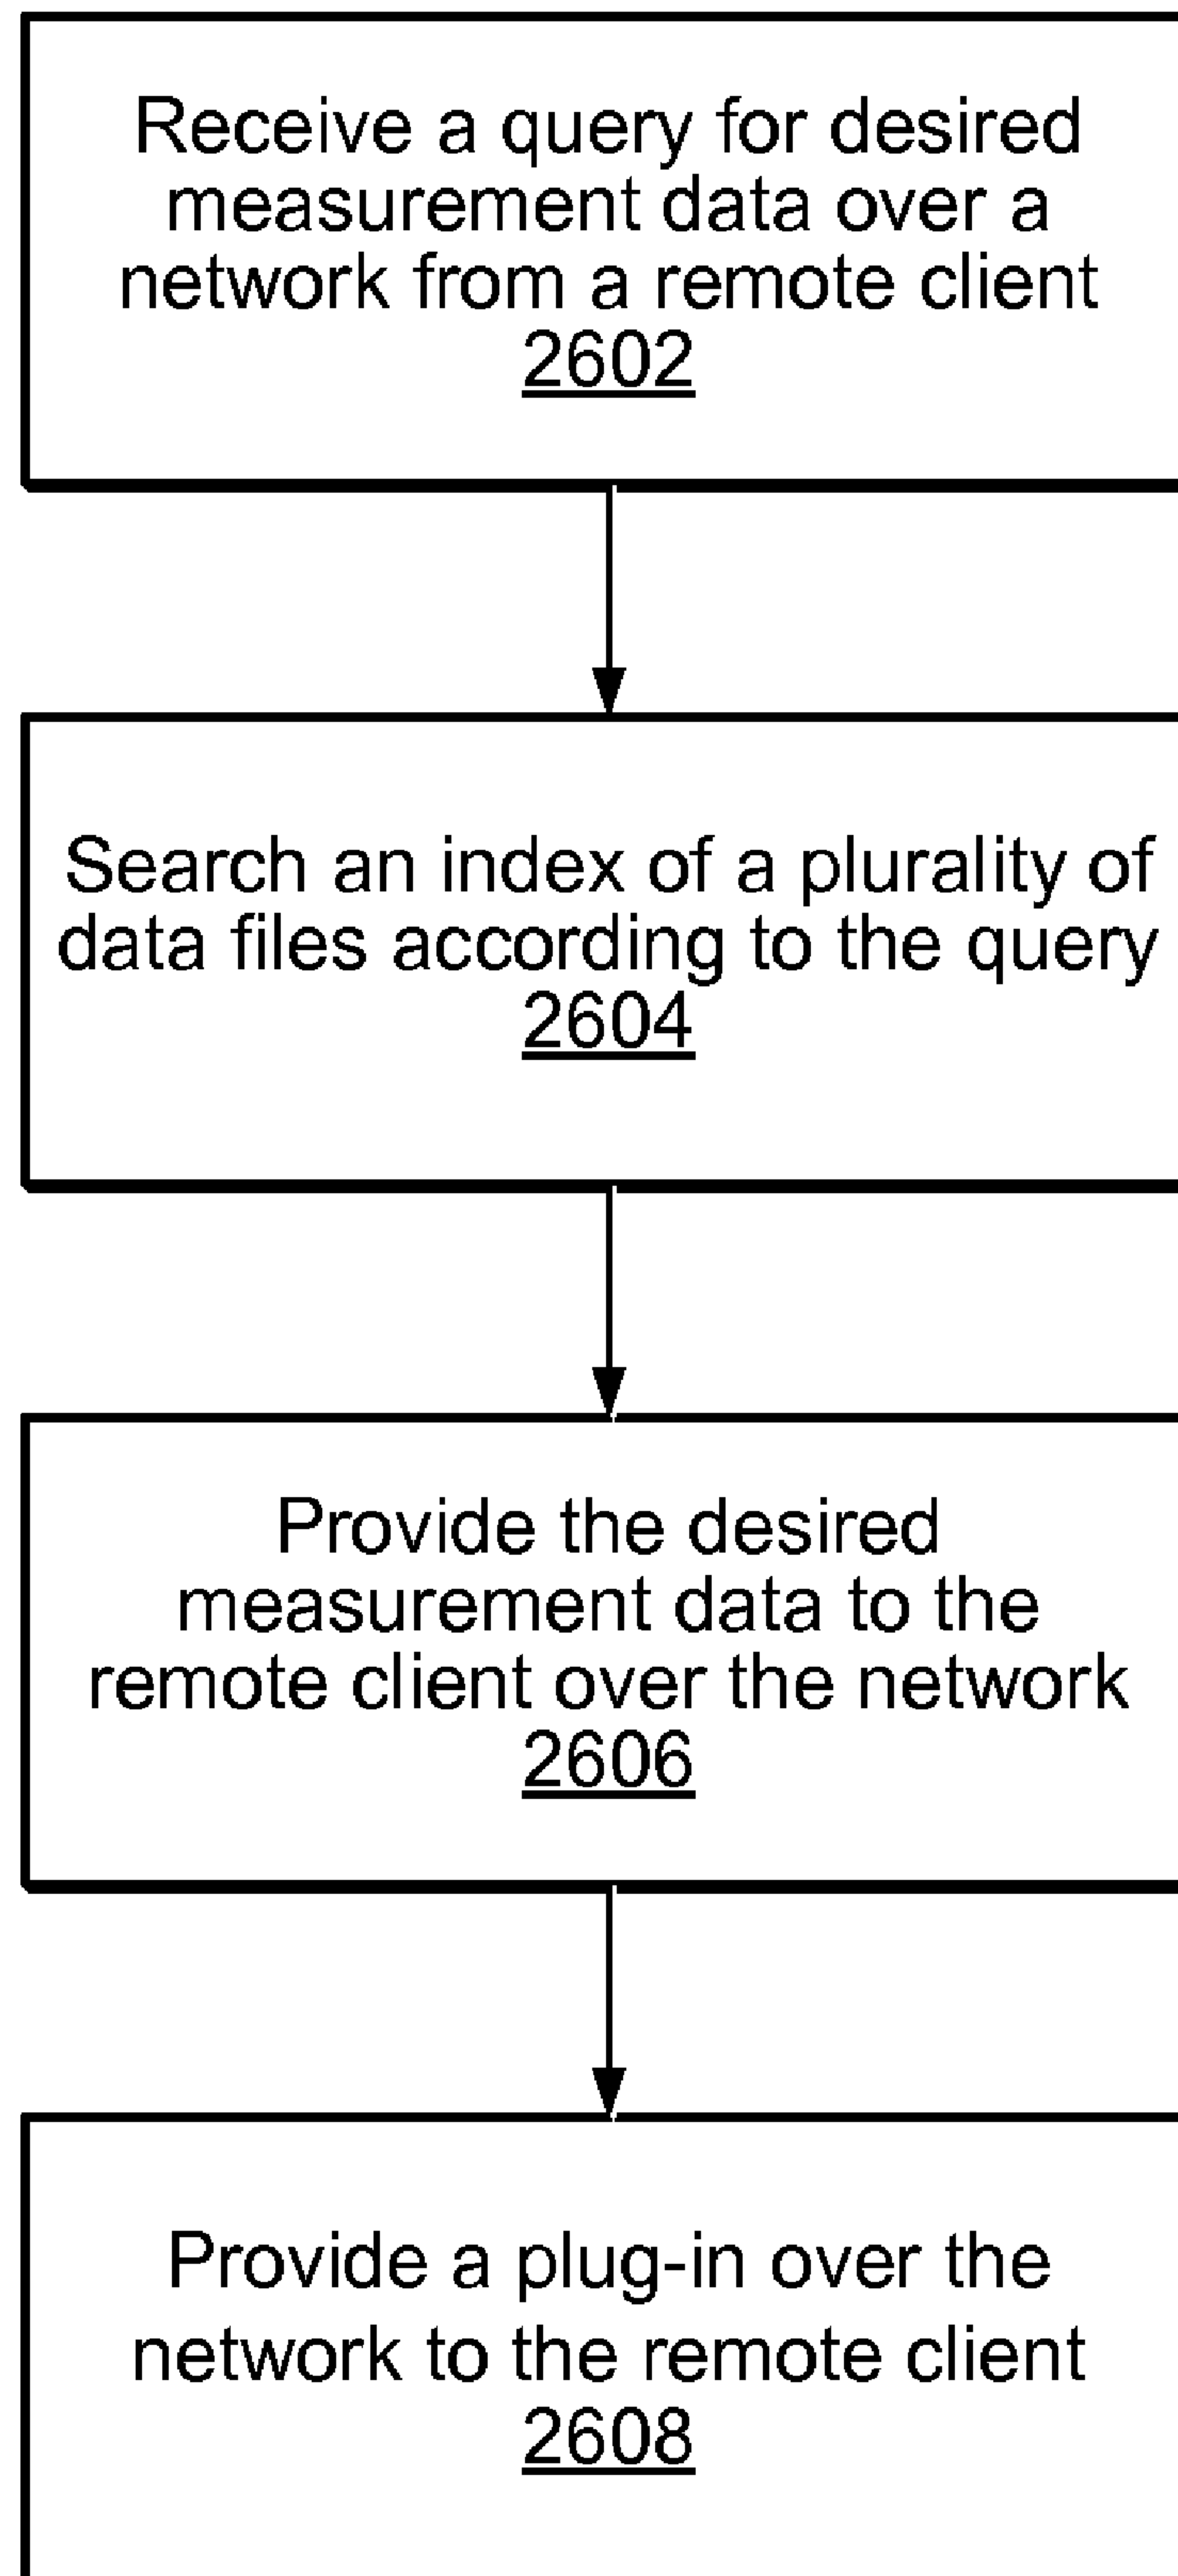 Receive a query for desired
measurement data over a
network from a remote client
2602
Search an index of a plurality of
data files according to the query
2604
Provide the desired
measurement data to the
remote client over the network
2606
Provide a plug-in over the
network to the remote client
2608